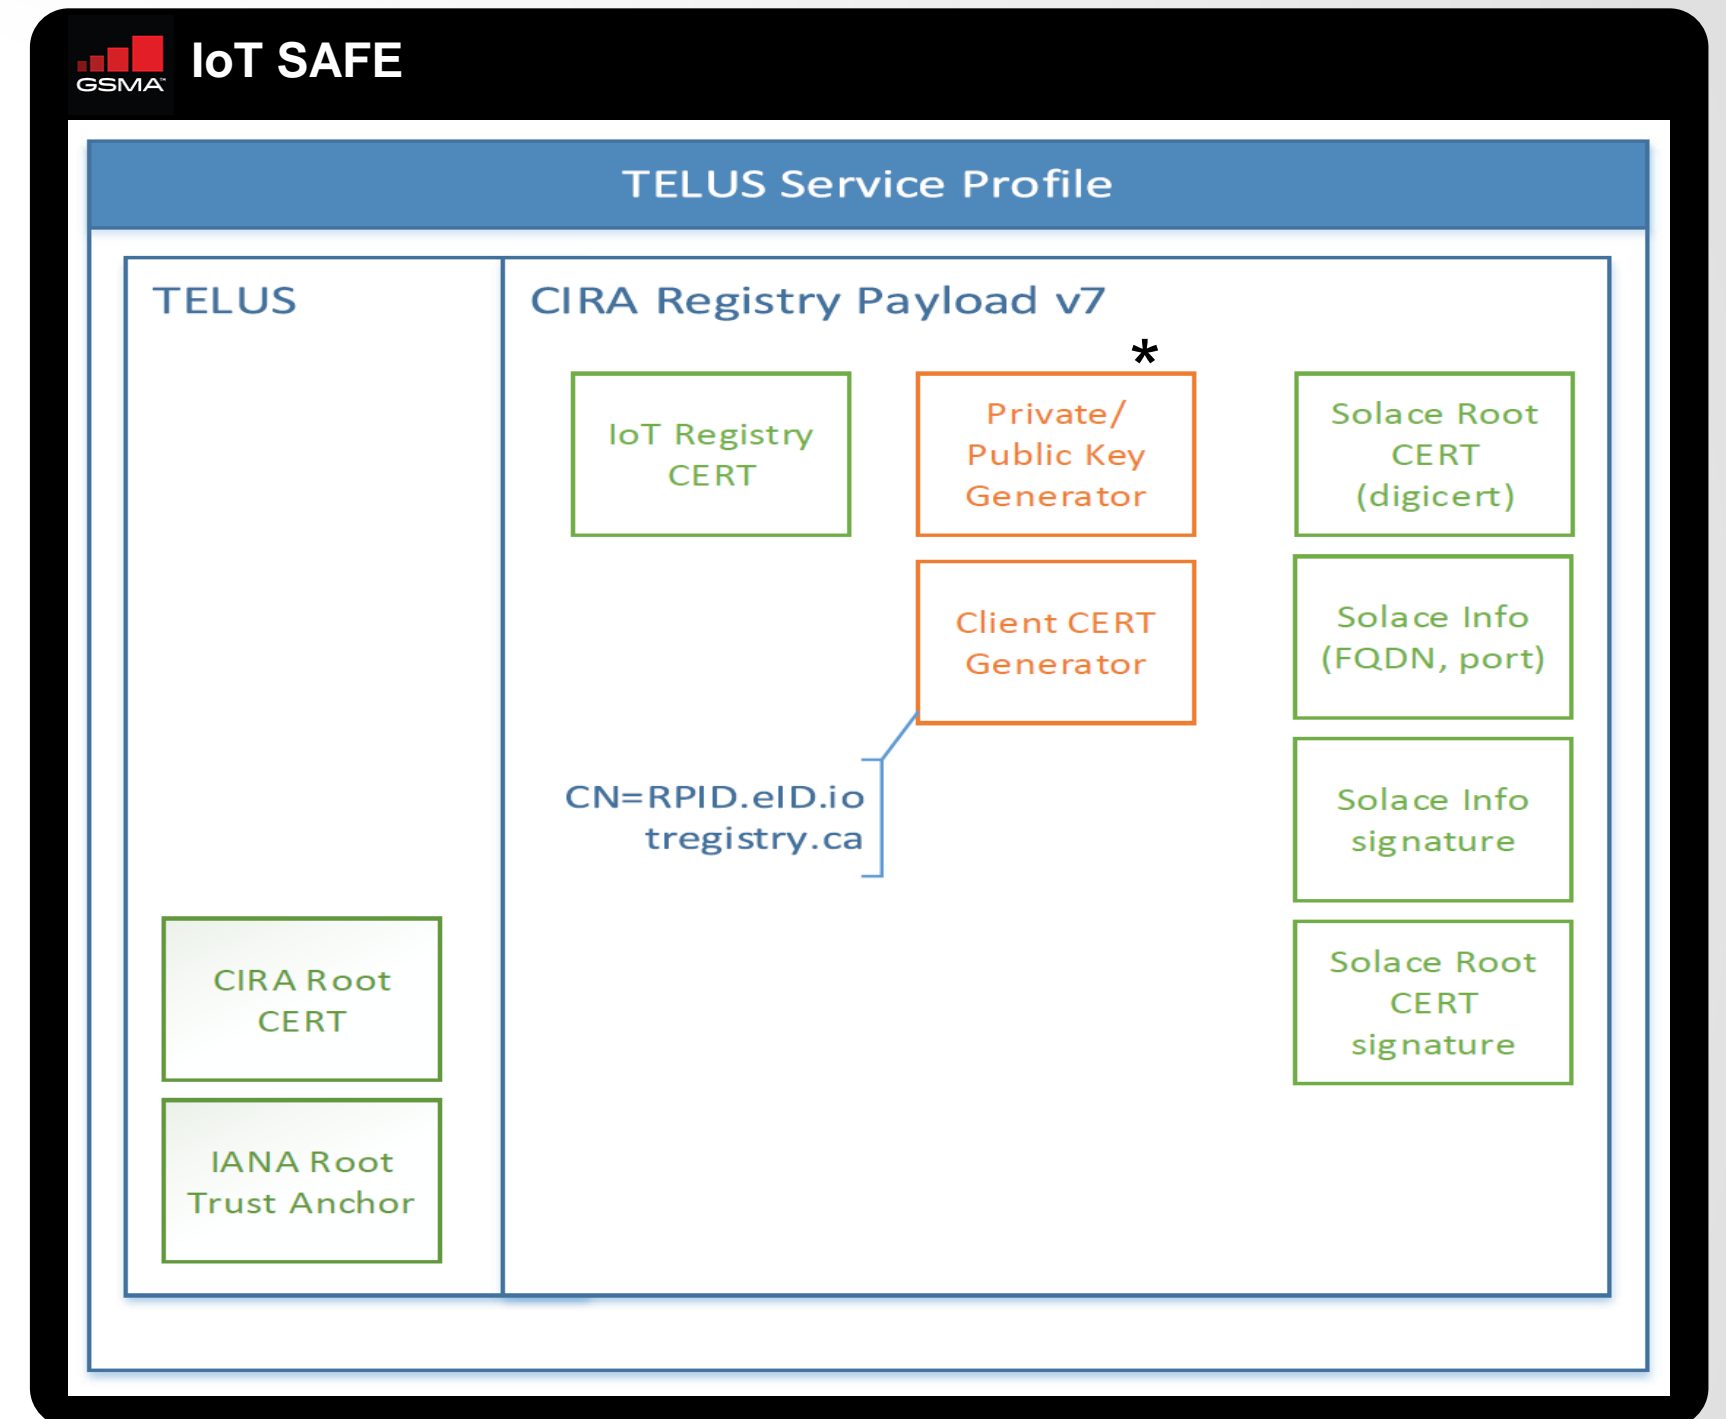 GSMA™
IoT SAFE
TELUS Service Profile
TELUS
CIRA Registry Payload v7
*
IoT Registry
CERT
Private/
Public Key
Generator
Client CERT
Generator
CN=RPID.eID.io
tregistry.ca
Solace Root
CERT
(digicert)
Solace Info
(FQDN, port)
Solace Info
signature
Solace Root
CERT
signature
CIRA Root
CERT
IANA Root
Trust Anchor